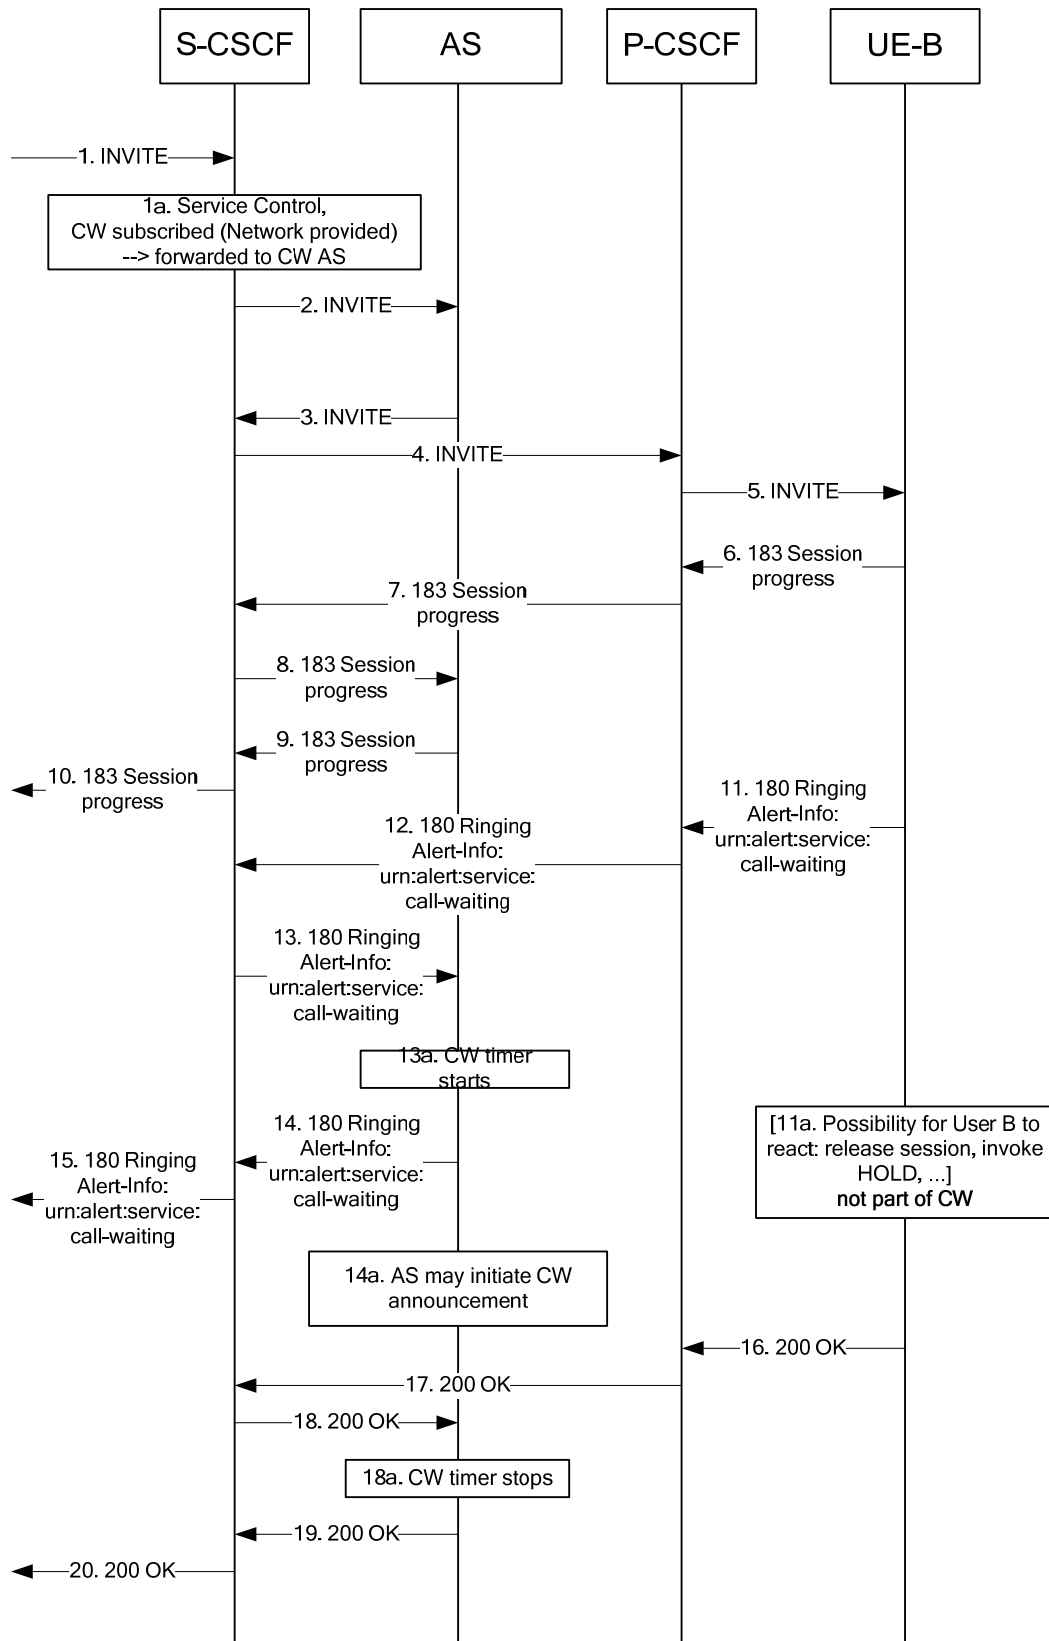 S-CSCF
AS
P-CSCF
UE-B
1. INVITE
1a. Service Control,
CW subscribed (Network provided)
--> forwarded to CW AS
2. INVITE
3. INVITE
4. INVITE
5. INVITE
6. 183 Session
progress
7. 183 Session
progress
8. 183 Session
progress
9. 183 Session
progress
10. 183 Session
progress
11. 180 Ringing
Alert-Info:
urn:alert:service:
call-waiting
12. 180 Ringing
Alert-Info:
urn:alert:service:
call-waiting
13. 180 Ringing
Alert-Info:
urn:alert:service:
call-waiting
13a. CW timer
starts
[11a. Possibility for User B to
react: release session, invoke
HOLD, ...]
not part of CW
14. 180 Ringing
Alert-Info:
urn:alert:service:
call-waiting
15. 180 Ringing
Alert-Info:
urn:alert:service:
call-waiting
14a. AS may initiate CW
announcement
16. 200 OK
17. 200 OK
18. 200 OK
18a. CW timer stops
19. 200 OK
20. 200 OK